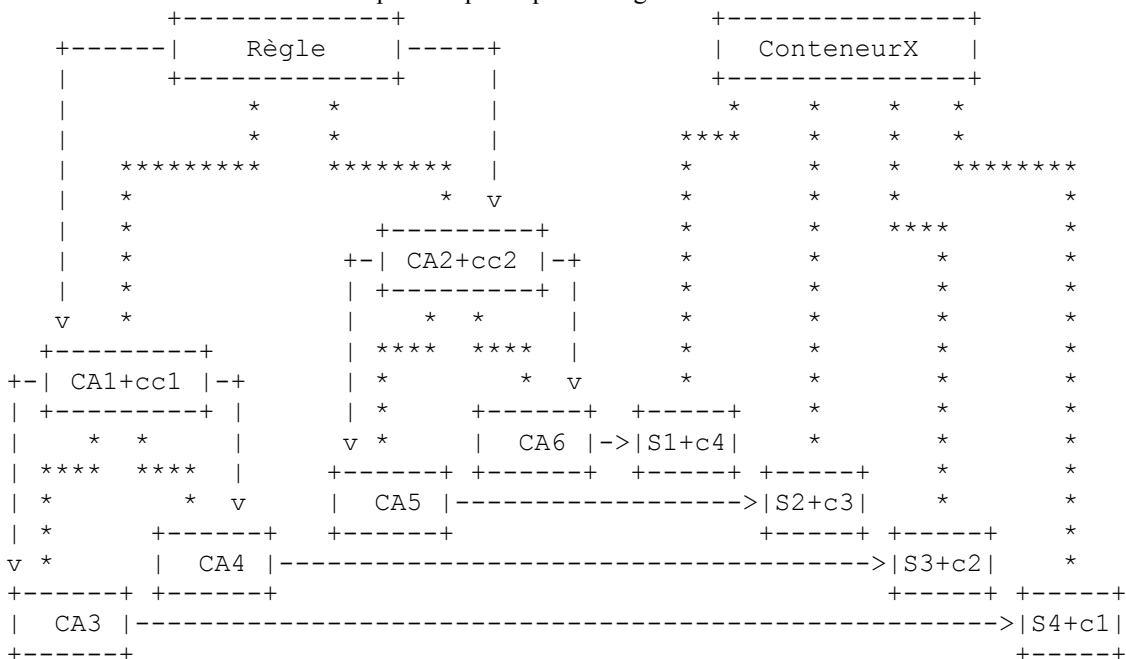 Règle ConteneurX
CA2+cc2
CA1+cc1
CA6 S1+c4
CA5 S2+c3
CA4 S3+c2
CA3 S4+c1